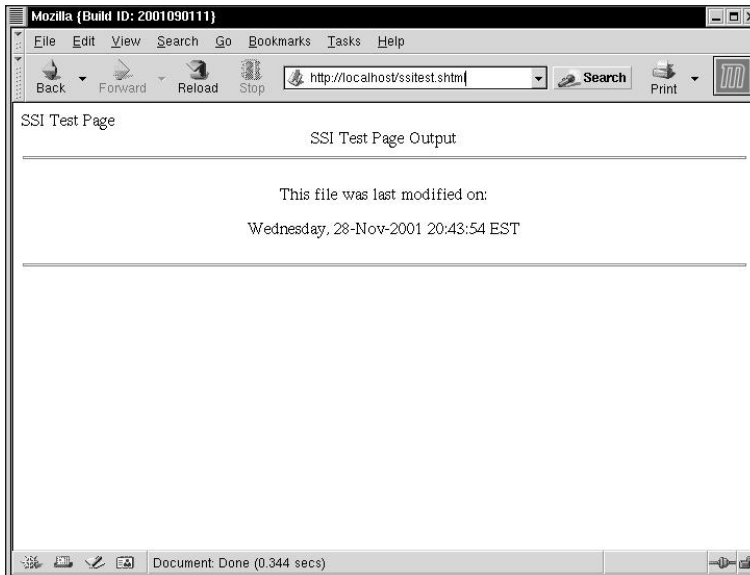 Mozilla {Build ID: 2001090111}
File Edit View Search Go Bookmarks Tasks Help
Back Forward Reload Stop http://localhost/ssitest.shtml Search Print
SSI Test Page
SSI Test Page Output
This file was last modified on:
Wednesday, 28-Nov-2001 20:43:54 EST
Document: Done (0.344 secs)